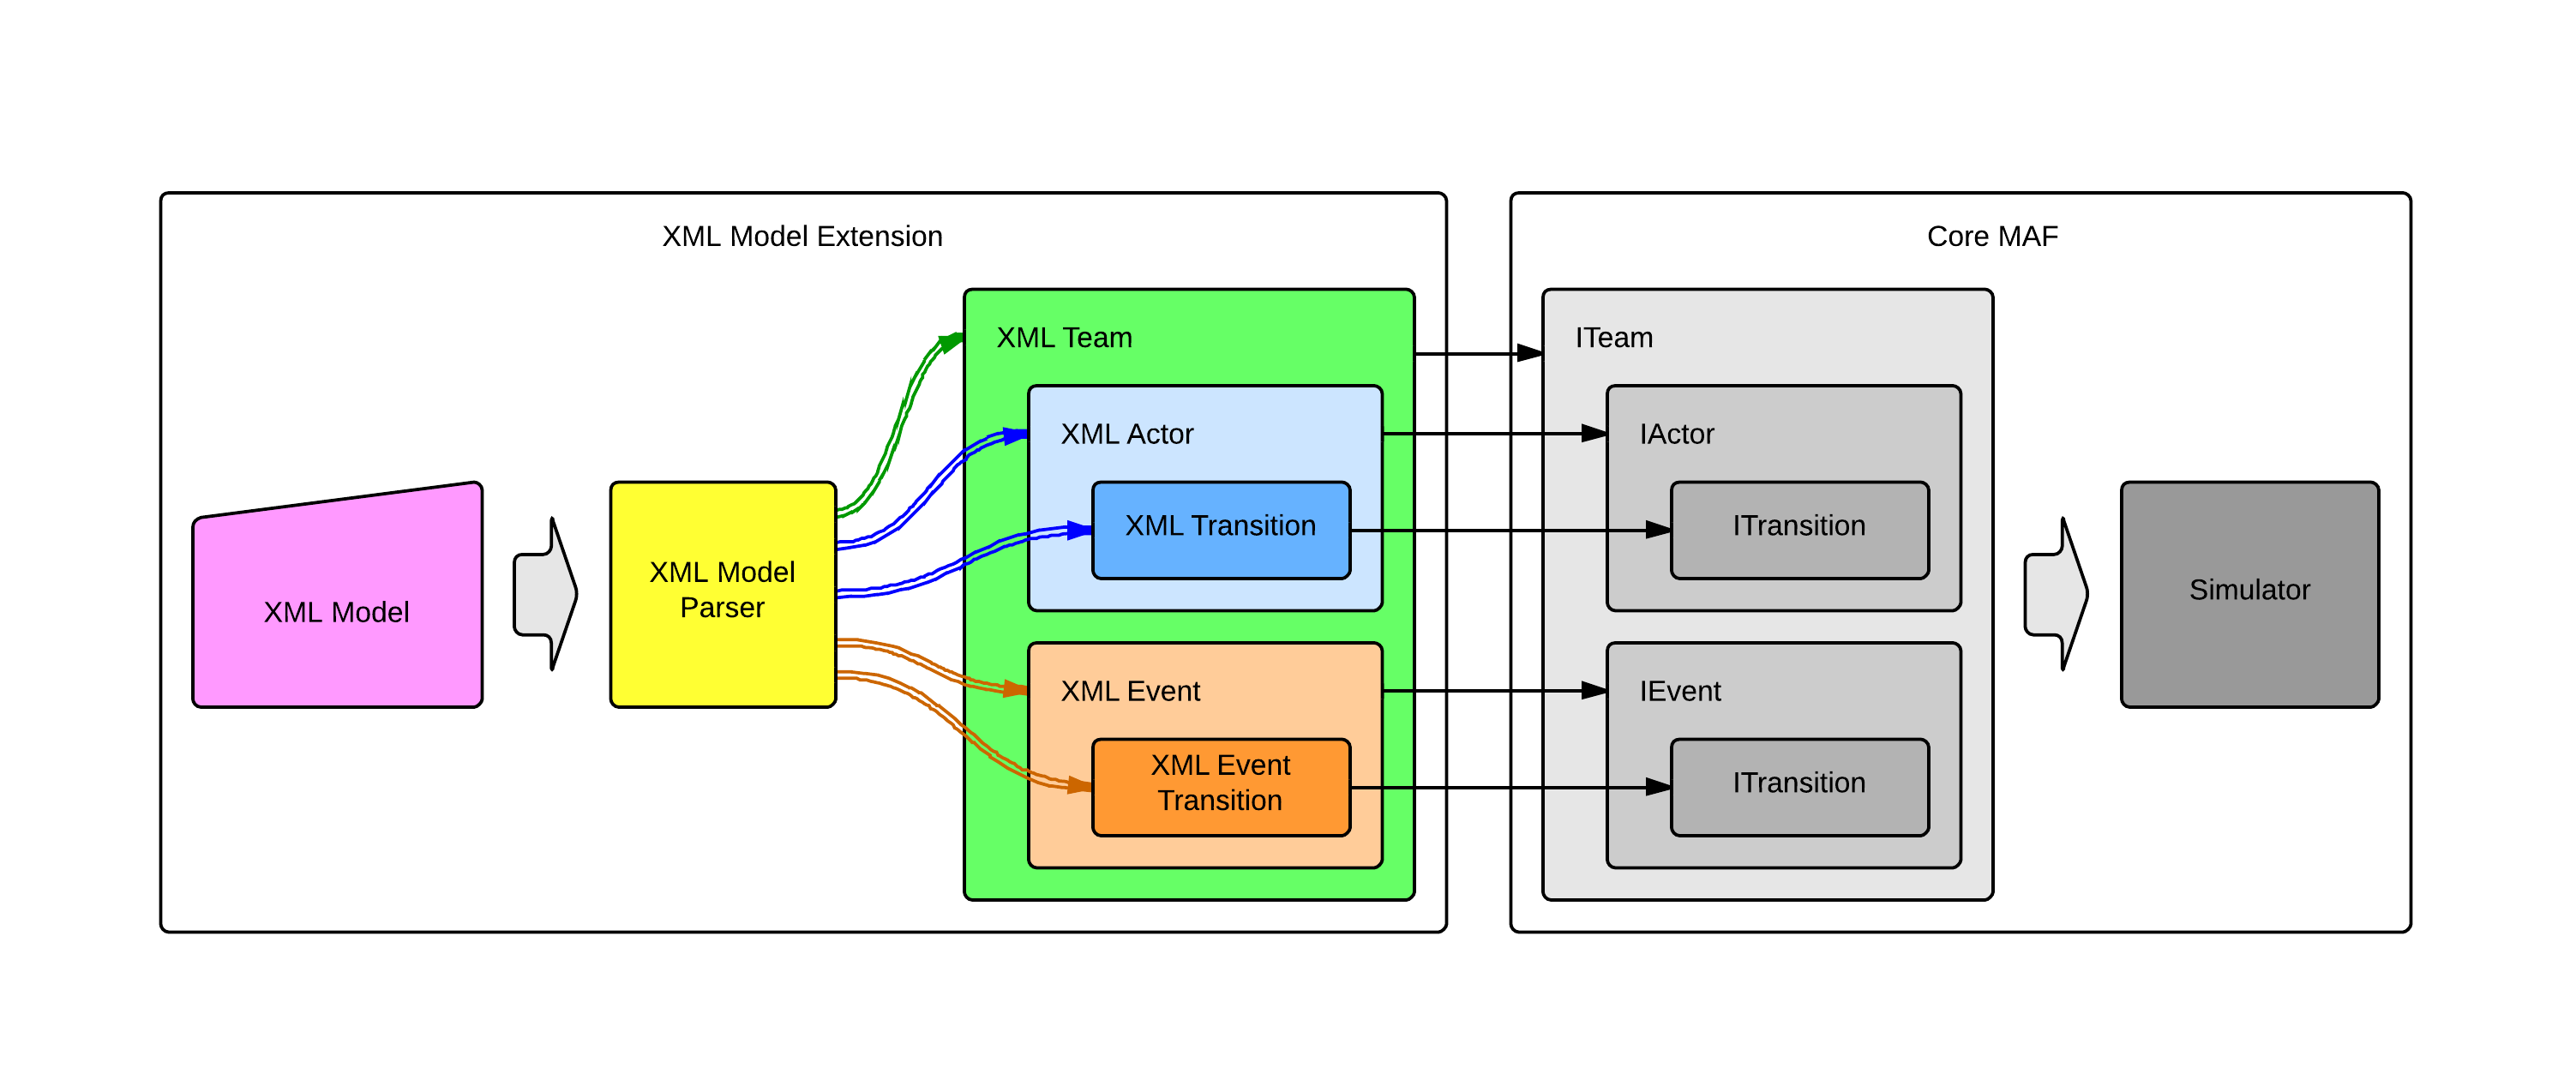 XML Model Extension
Core MAF
XML Model
XML Model
Parser
XML Team
XML Actor
XML Transition
XML Event
XML Event
Transition
ITeam
IActor
ITransition
IEvent
ITransition
Simulator